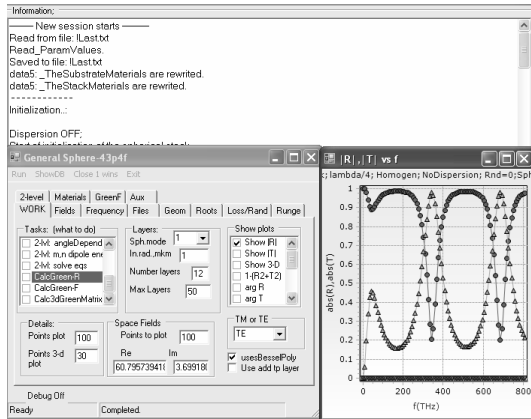 Information;
------ New session starts ------
Read from file: !Last.txt
Read_ParamValues.
Saved to file: !Last.txt
data5: _TheSubstrateMaterials are rewrited.
data5: _TheStackMaterials are rewrited.
-------------
Initialization..:
Dispersion OFF;
General Sphere-43p4f
Run ShowDB Close 1 wins Exit
2-level Materials GreenF Aux
WORK Fields Frequency Files Geom Roots Loss/Rand Runge
Tasks: (what to do)
2-lvl: angleDepend
2-lvl: m,n dipole en
2-lvl: solve eqs
CalcGreen-R
CalcGreen-F
Calc3dGreenMatrix
Layers:
Sph.mode 1
In.rad.,mkm 1
Number layers 12
Max Layers 50
Show plots
Show |R|
Show |T|
Show 3-D
1-(R2+T2)
arg R
arg T
Details:
Points plot 100
Points 3-d plot 30
Space Fields
Points to plot 100
Re Im
60.795739418 3.699180
TM or TE
TE
usesBesselPoly
Use add tp layer
Debug Off
Ready Completed.
|R|,|T| vs f
; lambda/4; Homogen; NoDispersion; Rnd=0;Sph
abs(R),abs(T)
1
0.9
0.8
0.7
0.6
0.5
0.4
0.3
0.2
0.1
0
0 200 400 600 800
f(THz)